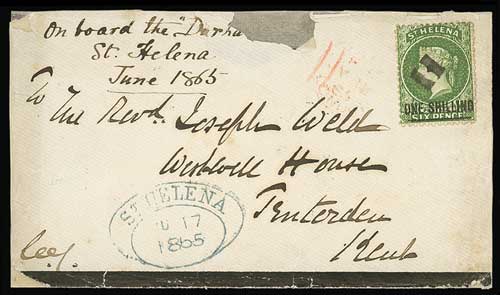 On board the "Durha
St. Helena
June 1865
ST HELENA
ONE SHILLING
SIX PENCE
To The Revd. Joseph Weld
Westwell House
Tenterden
Kent
ST HELENA
17
1865